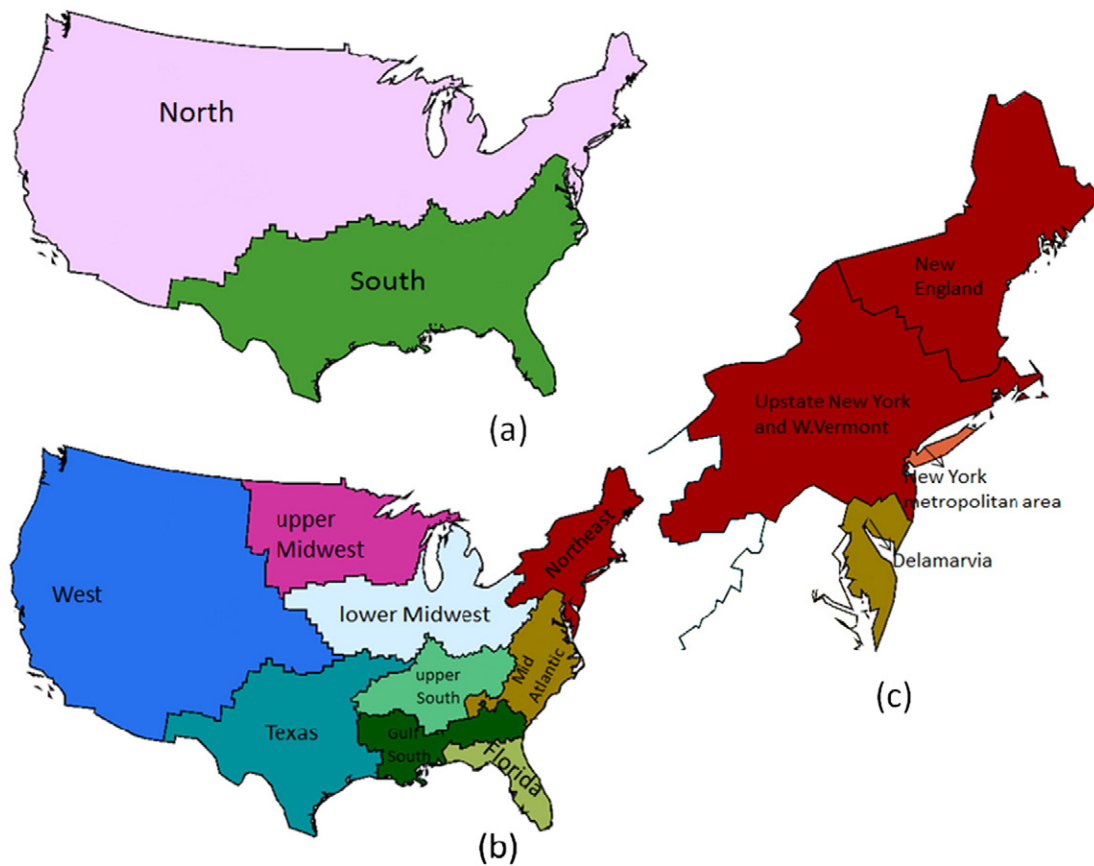 North
South
(a)
New
England
Upstate New York
and W.Vermont
New York
metropolitan area
Delamarvia
(c)
upper
Midwest
Northeast
West
lower Midwest
upper
South
Mid
Atlantic
Texas
Gulf
South
Florida
(b)